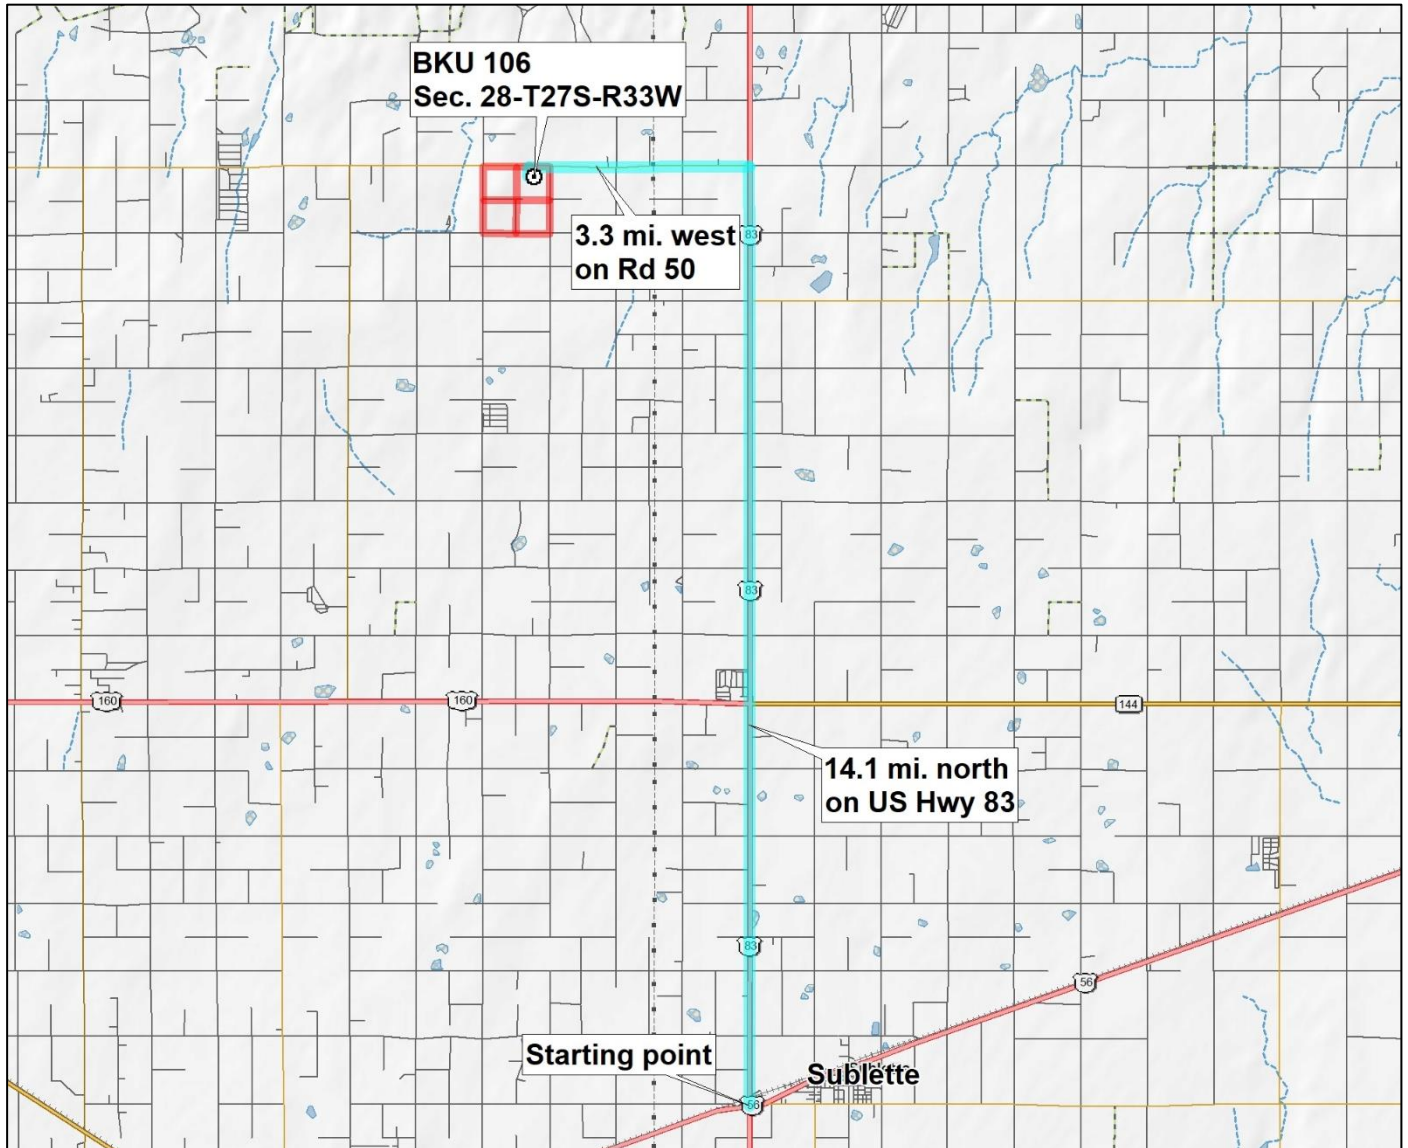 BKU 106
Sec. 28-T27S-R33W
3.3 mi. west
on Rd 50
83
83
160
160
144
14.1 mi. north
on US Hwy 83
83
56
Starting point
Sublette
56